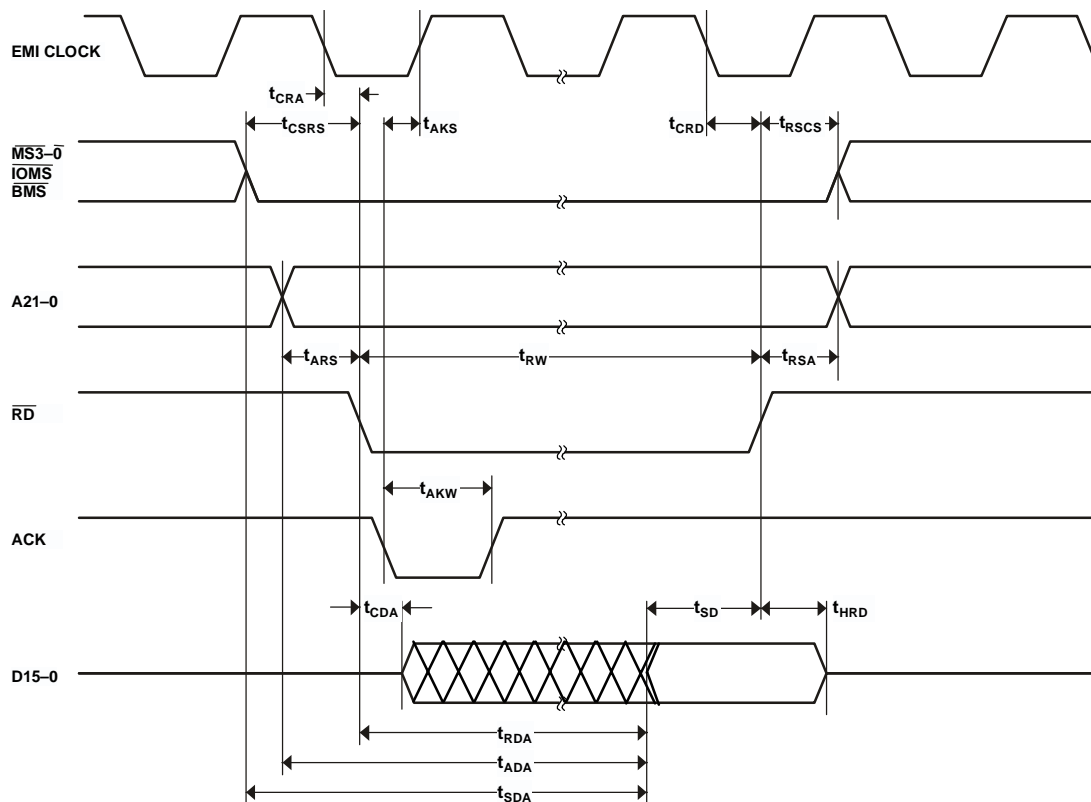 EMI CLOCK
tCRA
tCSRS
tAKS
tCRD
tRSCS
MS3–0
IOMS
BMS
A21–0
tARS
tRW
tRSA
RD
tAKW
ACK
tCDA
tSD
tHRD
D15–0
tRDA
tADA
tSDA